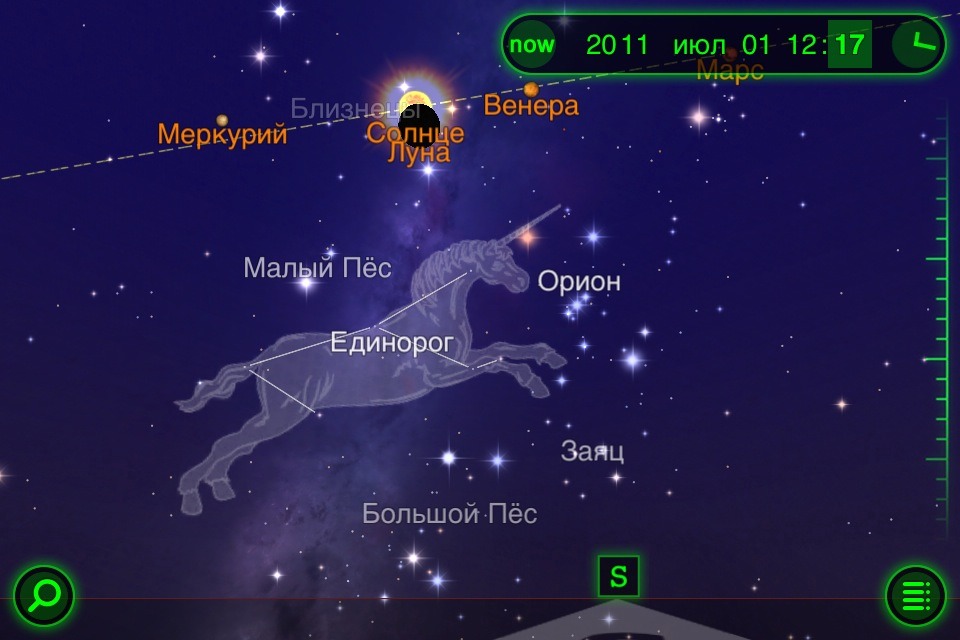 now 2011 июл 01 12:17
Марс
Близнецы
Венера
Меркурий
Солнце
Луна
Малый Пёс
Орион
Единорог
Заяц
Большой Пёс
S